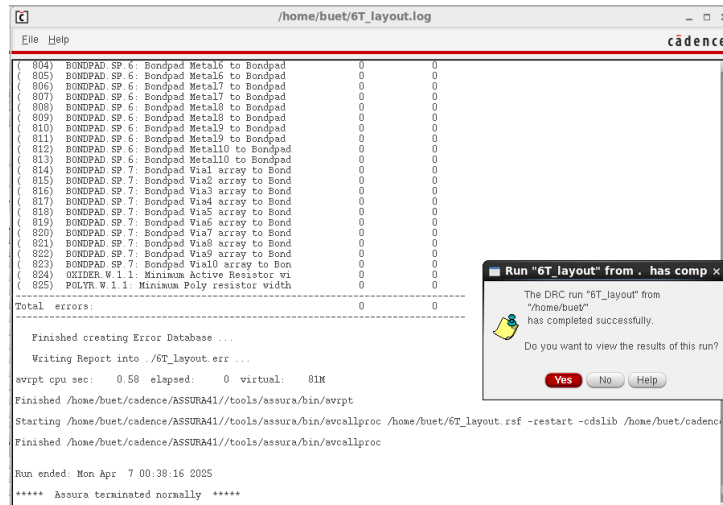 /home/buet/6T_layout.log
File Help
cādence
( 804) BONDPAD.SP.6: Bondpad Metal6 to Bondpad 0 0
( 805) BONDPAD.SP.6: Bondpad Metal6 to Bondpad 0 0
( 806) BONDPAD.SP.6: Bondpad Metal7 to Bondpad 0 0
( 807) BONDPAD.SP.6: Bondpad Metal7 to Bondpad 0 0
( 808) BONDPAD.SP.6: Bondpad Metal8 to Bondpad 0 0
( 809) BONDPAD.SP.6: Bondpad Metal8 to Bondpad 0 0
( 810) BONDPAD.SP.6: Bondpad Metal9 to Bondpad 0 0
( 811) BONDPAD.SP.6: Bondpad Metal9 to Bondpad 0 0
( 812) BONDPAD.SP.6: Bondpad Metal10 to Bondpad 0 0
( 813) BONDPAD.SP.6: Bondpad Metal10 to Bondpad 0 0
( 814) BONDPAD.SP.7: Bondpad Via1 array to Bond 0 0
( 815) BONDPAD.SP.7: Bondpad Via2 array to Bond 0 0
( 816) BONDPAD.SP.7: Bondpad Via3 array to Bond 0 0
( 817) BONDPAD.SP.7: Bondpad Via4 array to Bond 0 0
( 818) BONDPAD.SP.7: Bondpad Via5 array to Bond 0 0
( 819) BONDPAD.SP.7: Bondpad Via6 array to Bond 0 0
( 820) BONDPAD.SP.7: Bondpad Via7 array to Bond 0 0
( 821) BONDPAD.SP.7: Bondpad Via8 array to Bond 0 0
( 822) BONDPAD.SP.7: Bondpad Via9 array to Bond 0 0
( 823) BONDPAD.SP.7: Bondpad Via10 array to Bon 0 0
( 824) OXIDER.W.1.1: Minimum Active Resistor wi 0 0
( 825) POLYR.W.1.1: Minimum Poly resistor width 0 0
Total errors: 0 0
Finished creating Error Database ...
Writing Report into ./6T_layout.err ...
avrpt cpu sec: 0.58 elapsed: 0 virtual: 81M
Finished /home/buet/cadence/ASSURA41//tools/assura/bin/avrpt
Starting /home/buet/cadence/ASSURA41//tools/assura/bin/avcallproc /home/buet/6T_layout.rsf -restart -cdslib /home/buet/cadenc
Finished /home/buet/cadence/ASSURA41//tools/assura/bin/avcallproc
Run ended: Mon Apr 7 00:38:16 2025
***** Assura terminated normally *****
Run "6T_layout" from . has comp
The DRC run "6T_layout" from
"/home/buet/"
has completed successfully.
Do you want to view the results of this run?
Yes No Help